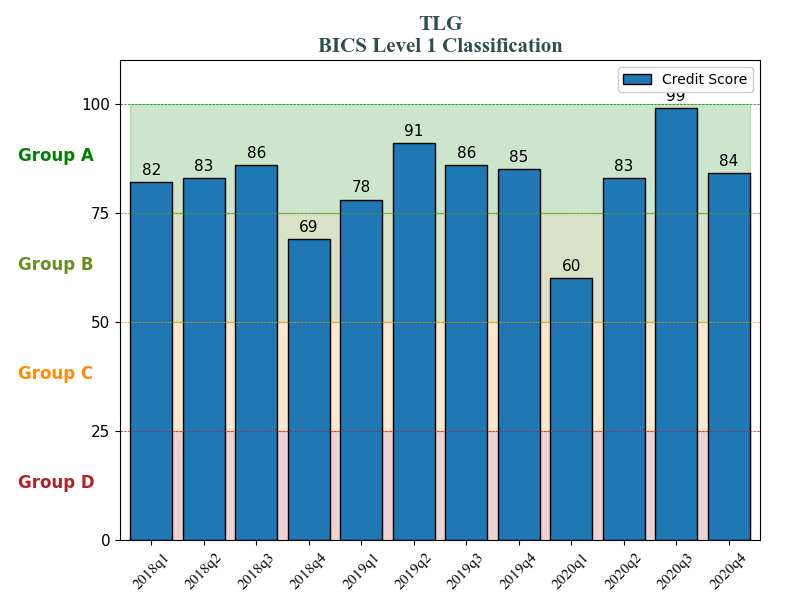 TLG
BICS Level 1 Classification
Credit Score
100
75
50
25
0
Group A
Group B
Group C
Group D
82
83
86
69
78
91
86
85
60
83
99
84
2018q1
2018q2
2018q3
2018q4
2019q1
2019q2
2019q3
2019q4
2020q1
2020q2
2020q3
2020q4